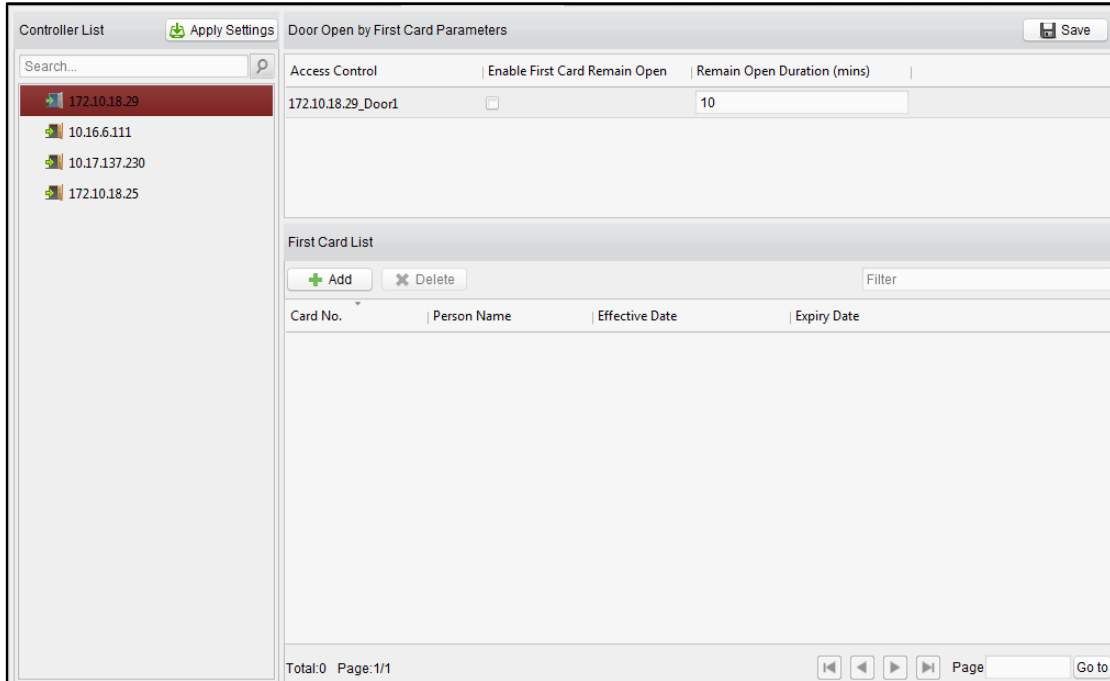 Controller List
Apply Settings
Search...
172.10.18.29
10.16.6.111
10.17.137.230
172.10.18.25
Door Open by First Card Parameters
Save
Access Control Enable First Card Remain Open Remain Open Duration (mins)
172.10.18.29_Door1 10
First Card List
Add Delete Filter
Card No. Person Name Effective Date Expiry Date
Total:0 Page:1/1 Page Go to